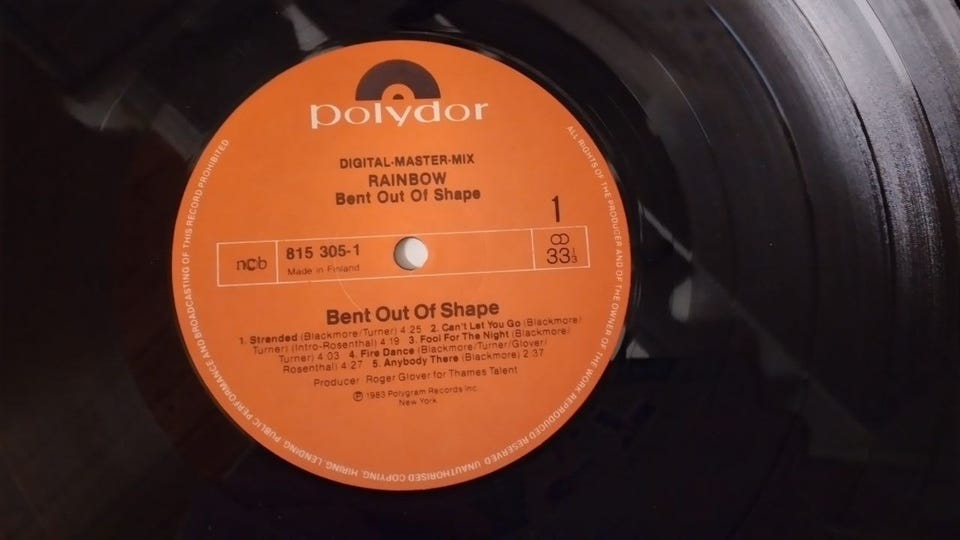 polydor
DIGITAL-MASTER-MIX
RAINBOW
Bent Out Of Shape
1
ncb
815 305-1
Made in Finland
33 1/3
Bent Out Of Shape
1. Stranded (Blackmore/Turner) 4.25 2. Can't Let You Go (Blackmore/
Turner) (Intro-Rosenthal) 4 19 3. Fool For The Night (Blackmore/
Turner) 4.03 4. Fire Dance (Blackmore/Turner/Glover/
Rosenthal) 4:27 5. Anybody There (Blackmore) 2:37
Producer Roger Glover for Thames Talent
℗ 1983 Polygram Records Inc.
New York
ALL RIGHTS OF THE PRODUCER AND OF THE OWNER OF THE WORK REPRODUCED RESERVED UNAUTHORISED COPYING, HIRING, LENDING, PUBLIC PERFORMANCE AND BROADCASTING OF THIS RECORD PROHIBITED